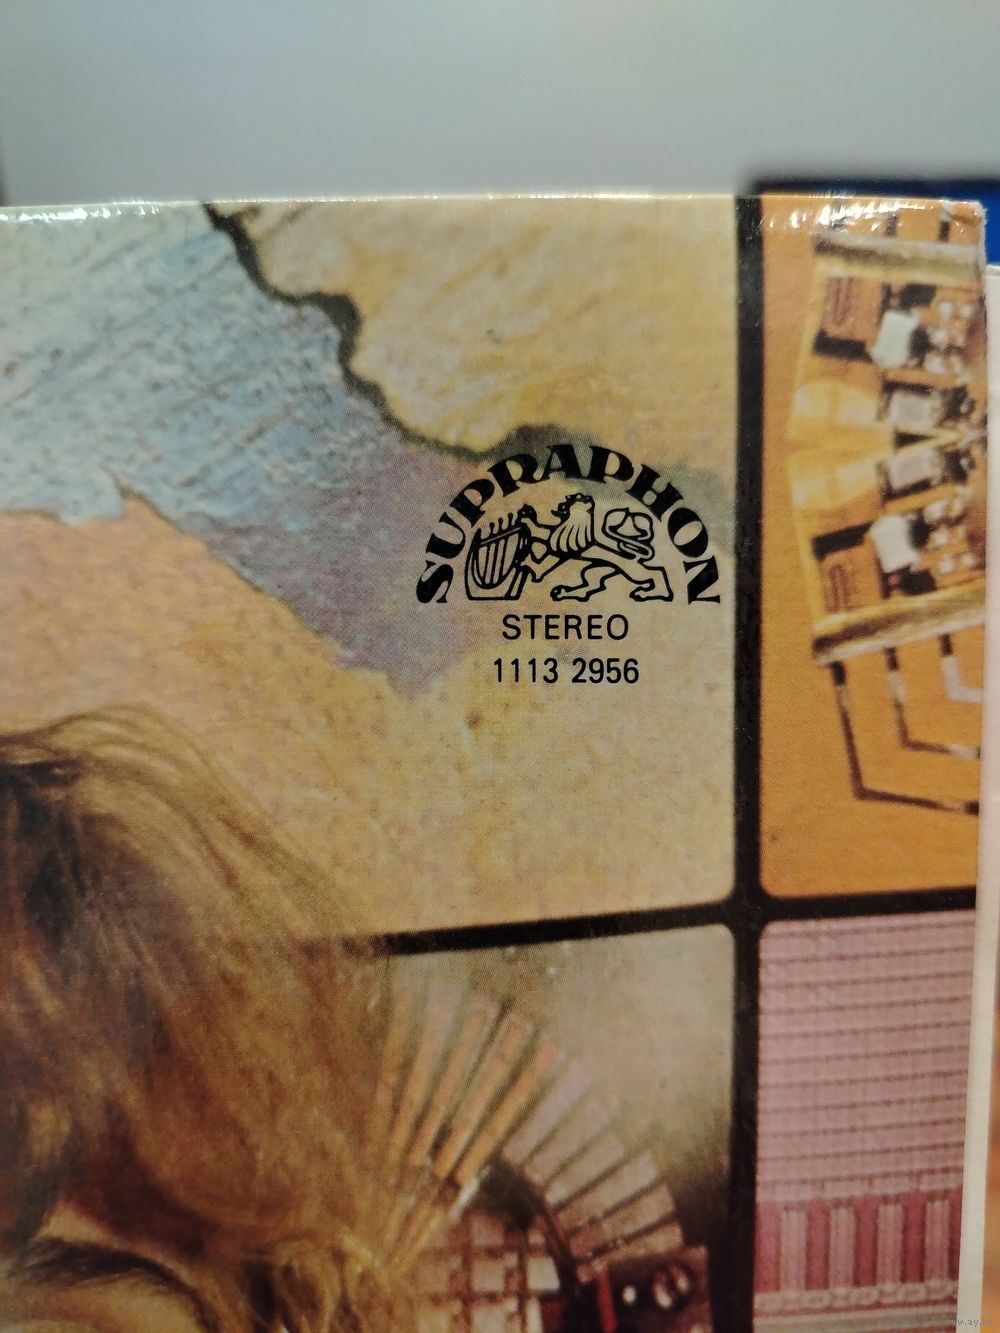 SUPRAPHON
STEREO
1113 2956